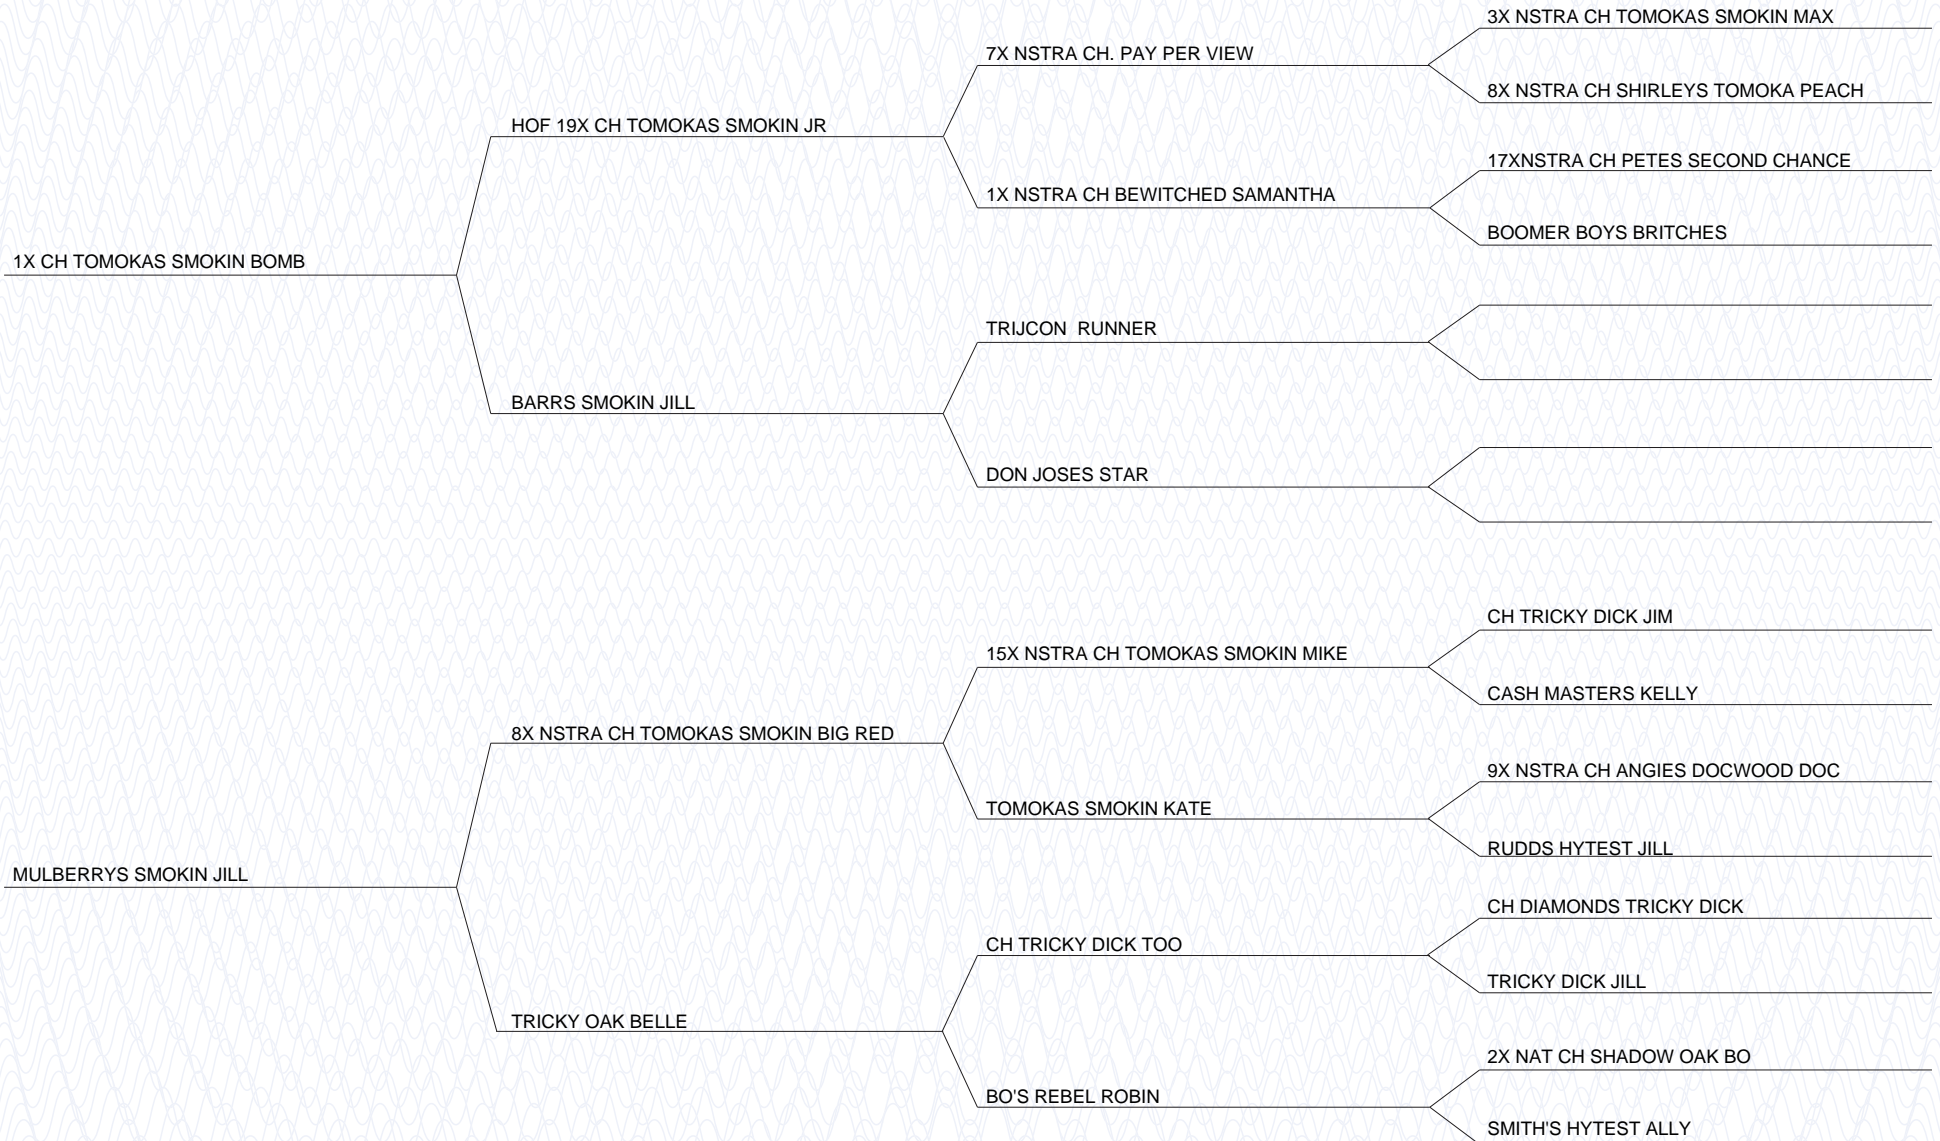 3X NSTRA CH TOMOKAS SMOKIN MAX
7X NSTRA CH. PAY PER VIEW
8X NSTRA CH SHIRLEYS TOMOKA PEACH
HOF 19X CH TOMOKAS SMOKIN JR
17XNSTRA CH PETES SECOND CHANCE
1X NSTRA CH BEWITCHED SAMANTHA
BOOMER BOYS BRITCHES
1X CH TOMOKAS SMOKIN BOMB
TRIJCON  RUNNER
BARRS SMOKIN JILL
DON JOSES STAR
CH TRICKY DICK JIM
15X NSTRA CH TOMOKAS SMOKIN MIKE
CASH MASTERS KELLY
8X NSTRA CH TOMOKAS SMOKIN BIG RED
9X NSTRA CH ANGIES DOCWOOD DOC
TOMOKAS SMOKIN KATE
RUDDS HYTEST JILL
MULBERRYS SMOKIN JILL
CH DIAMONDS TRICKY DICK
CH TRICKY DICK TOO
TRICKY DICK JILL
TRICKY OAK BELLE
2X NAT CH SHADOW OAK BO
BO'S REBEL ROBIN
SMITH'S HYTEST ALLY